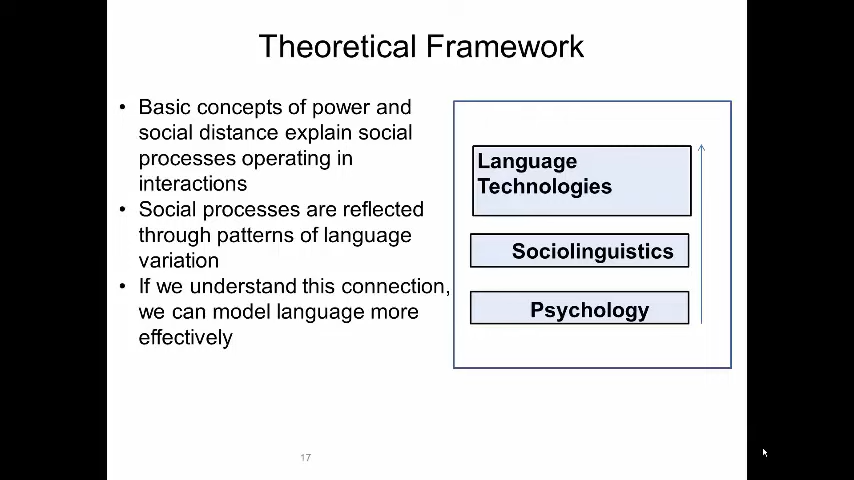 Theoretical Framework
• Basic concepts of power and
social distance explain social
processes operating in
interactions
• Social processes are reflected
through patterns of language
variation
• If we understand this connection,
we can model language more
effectively
Language
Technologies
Sociolinguistics
Psychology
17